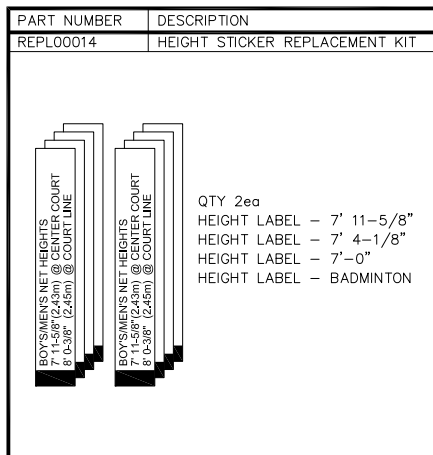 PART NUMBER DESCRIPTION
REPL00014 HEIGHT STICKER REPLACEMENT KIT
BOY'S/MEN'S NET HEIGHTS
7' 11-5/8"(2.43m) @ CENTER COURT
8' 0-3/8" (2.45m) @ COURT LINE
BOY'S/MEN'S NET HEIGHTS
7' 11-5/8"(2.43m) @ CENTER COURT
8' 0-3/8" (2.45m) @ COURT LINE
QTY 2ea
HEIGHT LABEL – 7' 11-5/8"
HEIGHT LABEL – 7' 4-1/8"
HEIGHT LABEL – 7'-0"
HEIGHT LABEL – BADMINTON